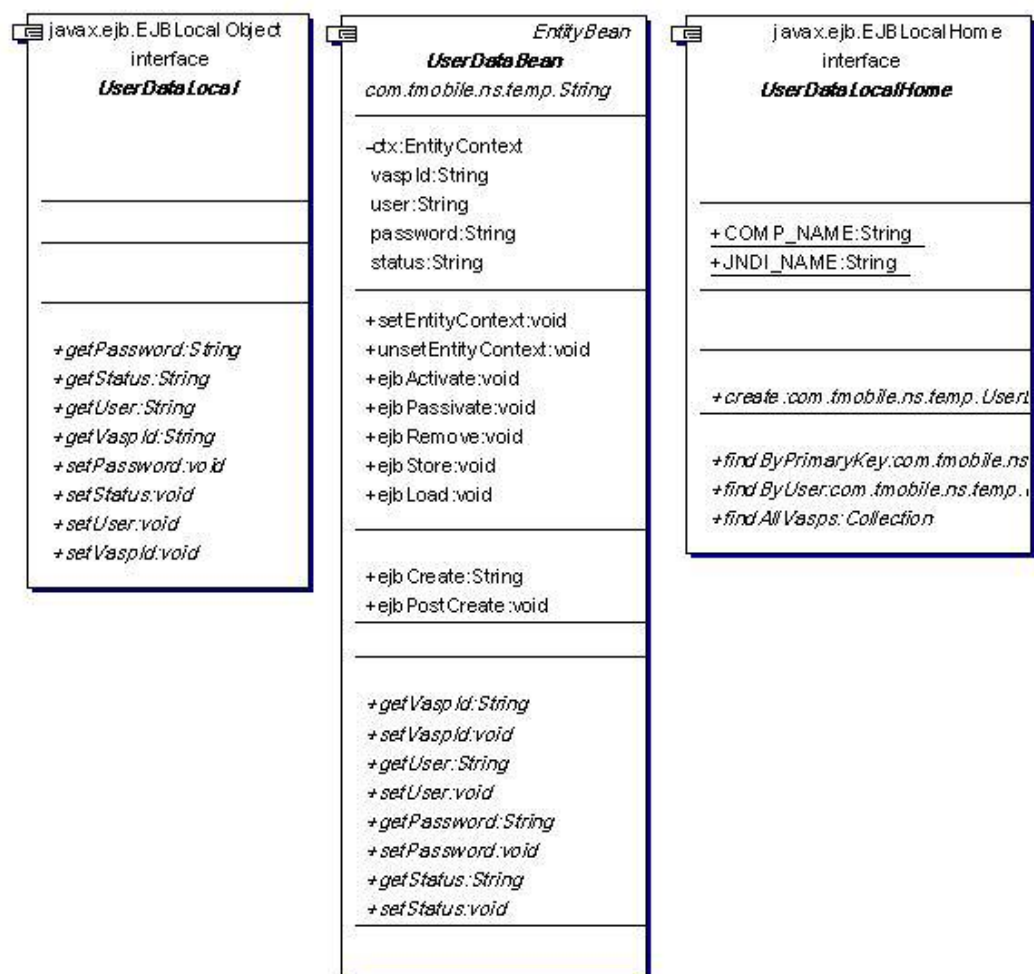 javax.ejb.EJBLocalObject
interface
UserDataLocal
+getPassword:String
+getStatus:String
+getUser:String
+getVaspId:String
+setPassword:void
+setStatus:void
+setUser:void
+setVaspId:void
EntityBean
UserDataBean
com.tmobile.ns.temp.String
-ctx:EntityContext
vaspId:String
user:String
password:String
status:String
+setEntityContext:void
+unsetEntityContext:void
+ejbActivate:void
+ejbPassivate:void
+ejbRemove:void
+ejbStore:void
+ejbLoad:void
+ejbCreate:String
+ejbPostCreate:void
+getVaspId:String
+setVaspId:void
+getUser:String
+setUser:void
+getPassword:String
+setPassword:void
+getStatus:String
+setStatus:void
javax.ejb.EJBLocalHome
interface
UserDataLocalHome
+COMP_NAME:String
+JNDI_NAME:String
+create:com.tmobile.ns.temp.User
+findByPrimaryKey:com.tmobile.ns
+findByUser:com.tmobile.ns.temp.
+findAllVasps:Collection